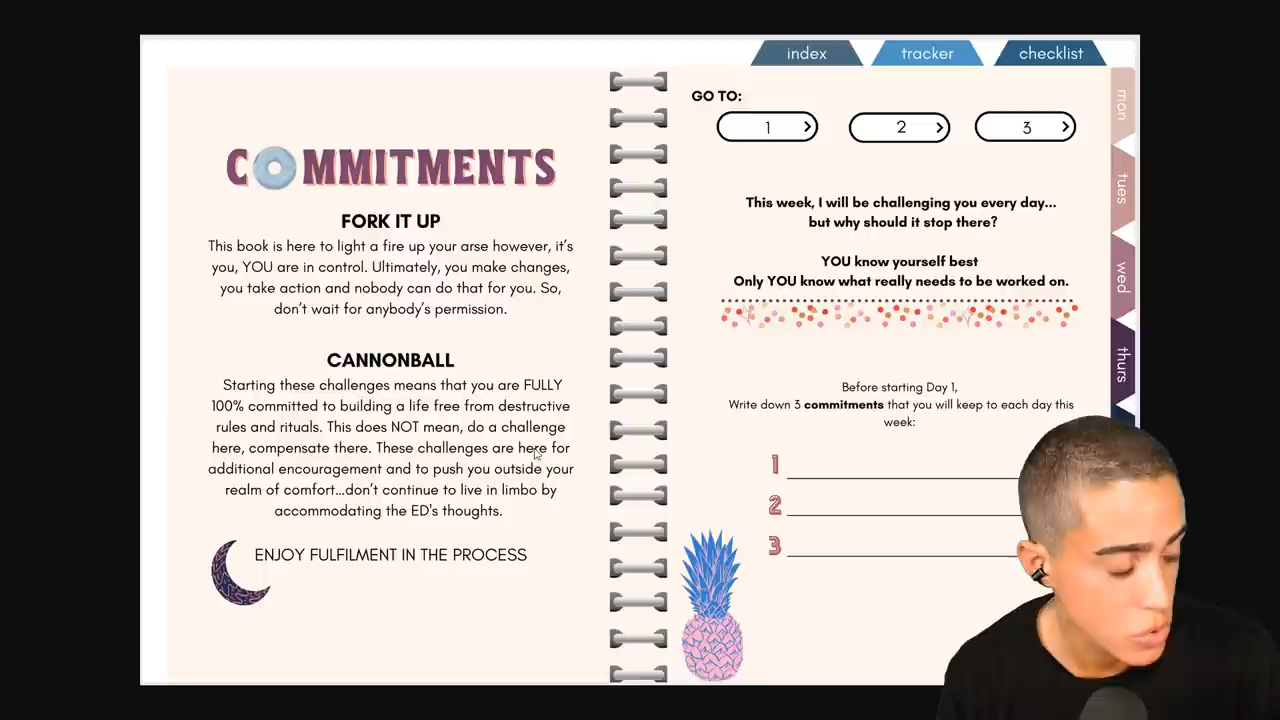 index
tracker
checklist
COMMITMENTS
FORK IT UP
This book is here to light a fire up your arse however, it's
you, YOU are in control. Ultimately, you make changes,
you take action and nobody can do that for you. So,
don't wait for anybody's permission.
CANNONBALL
Starting these challenges means that you are FULLY
100% committed to building a life free from destructive
rules and rituals. This does NOT mean, do a challenge
here, compensate there. These challenges are here for
additional encouragement and to push you outside your
realm of comfort...don't continue to live in limbo by
accommodating the ED's thoughts.
ENJOY FULFILMENT IN THE PROCESS
GO TO:
1
2
3
This week, I will be challenging you every day...
but why should it stop there?
YOU know yourself best
Only YOU know what really needs to be worked on.
Before starting Day 1,
Write down 3 commitments that you will keep to each day this
week:
1
2
3
mon
tues
wed
thurs